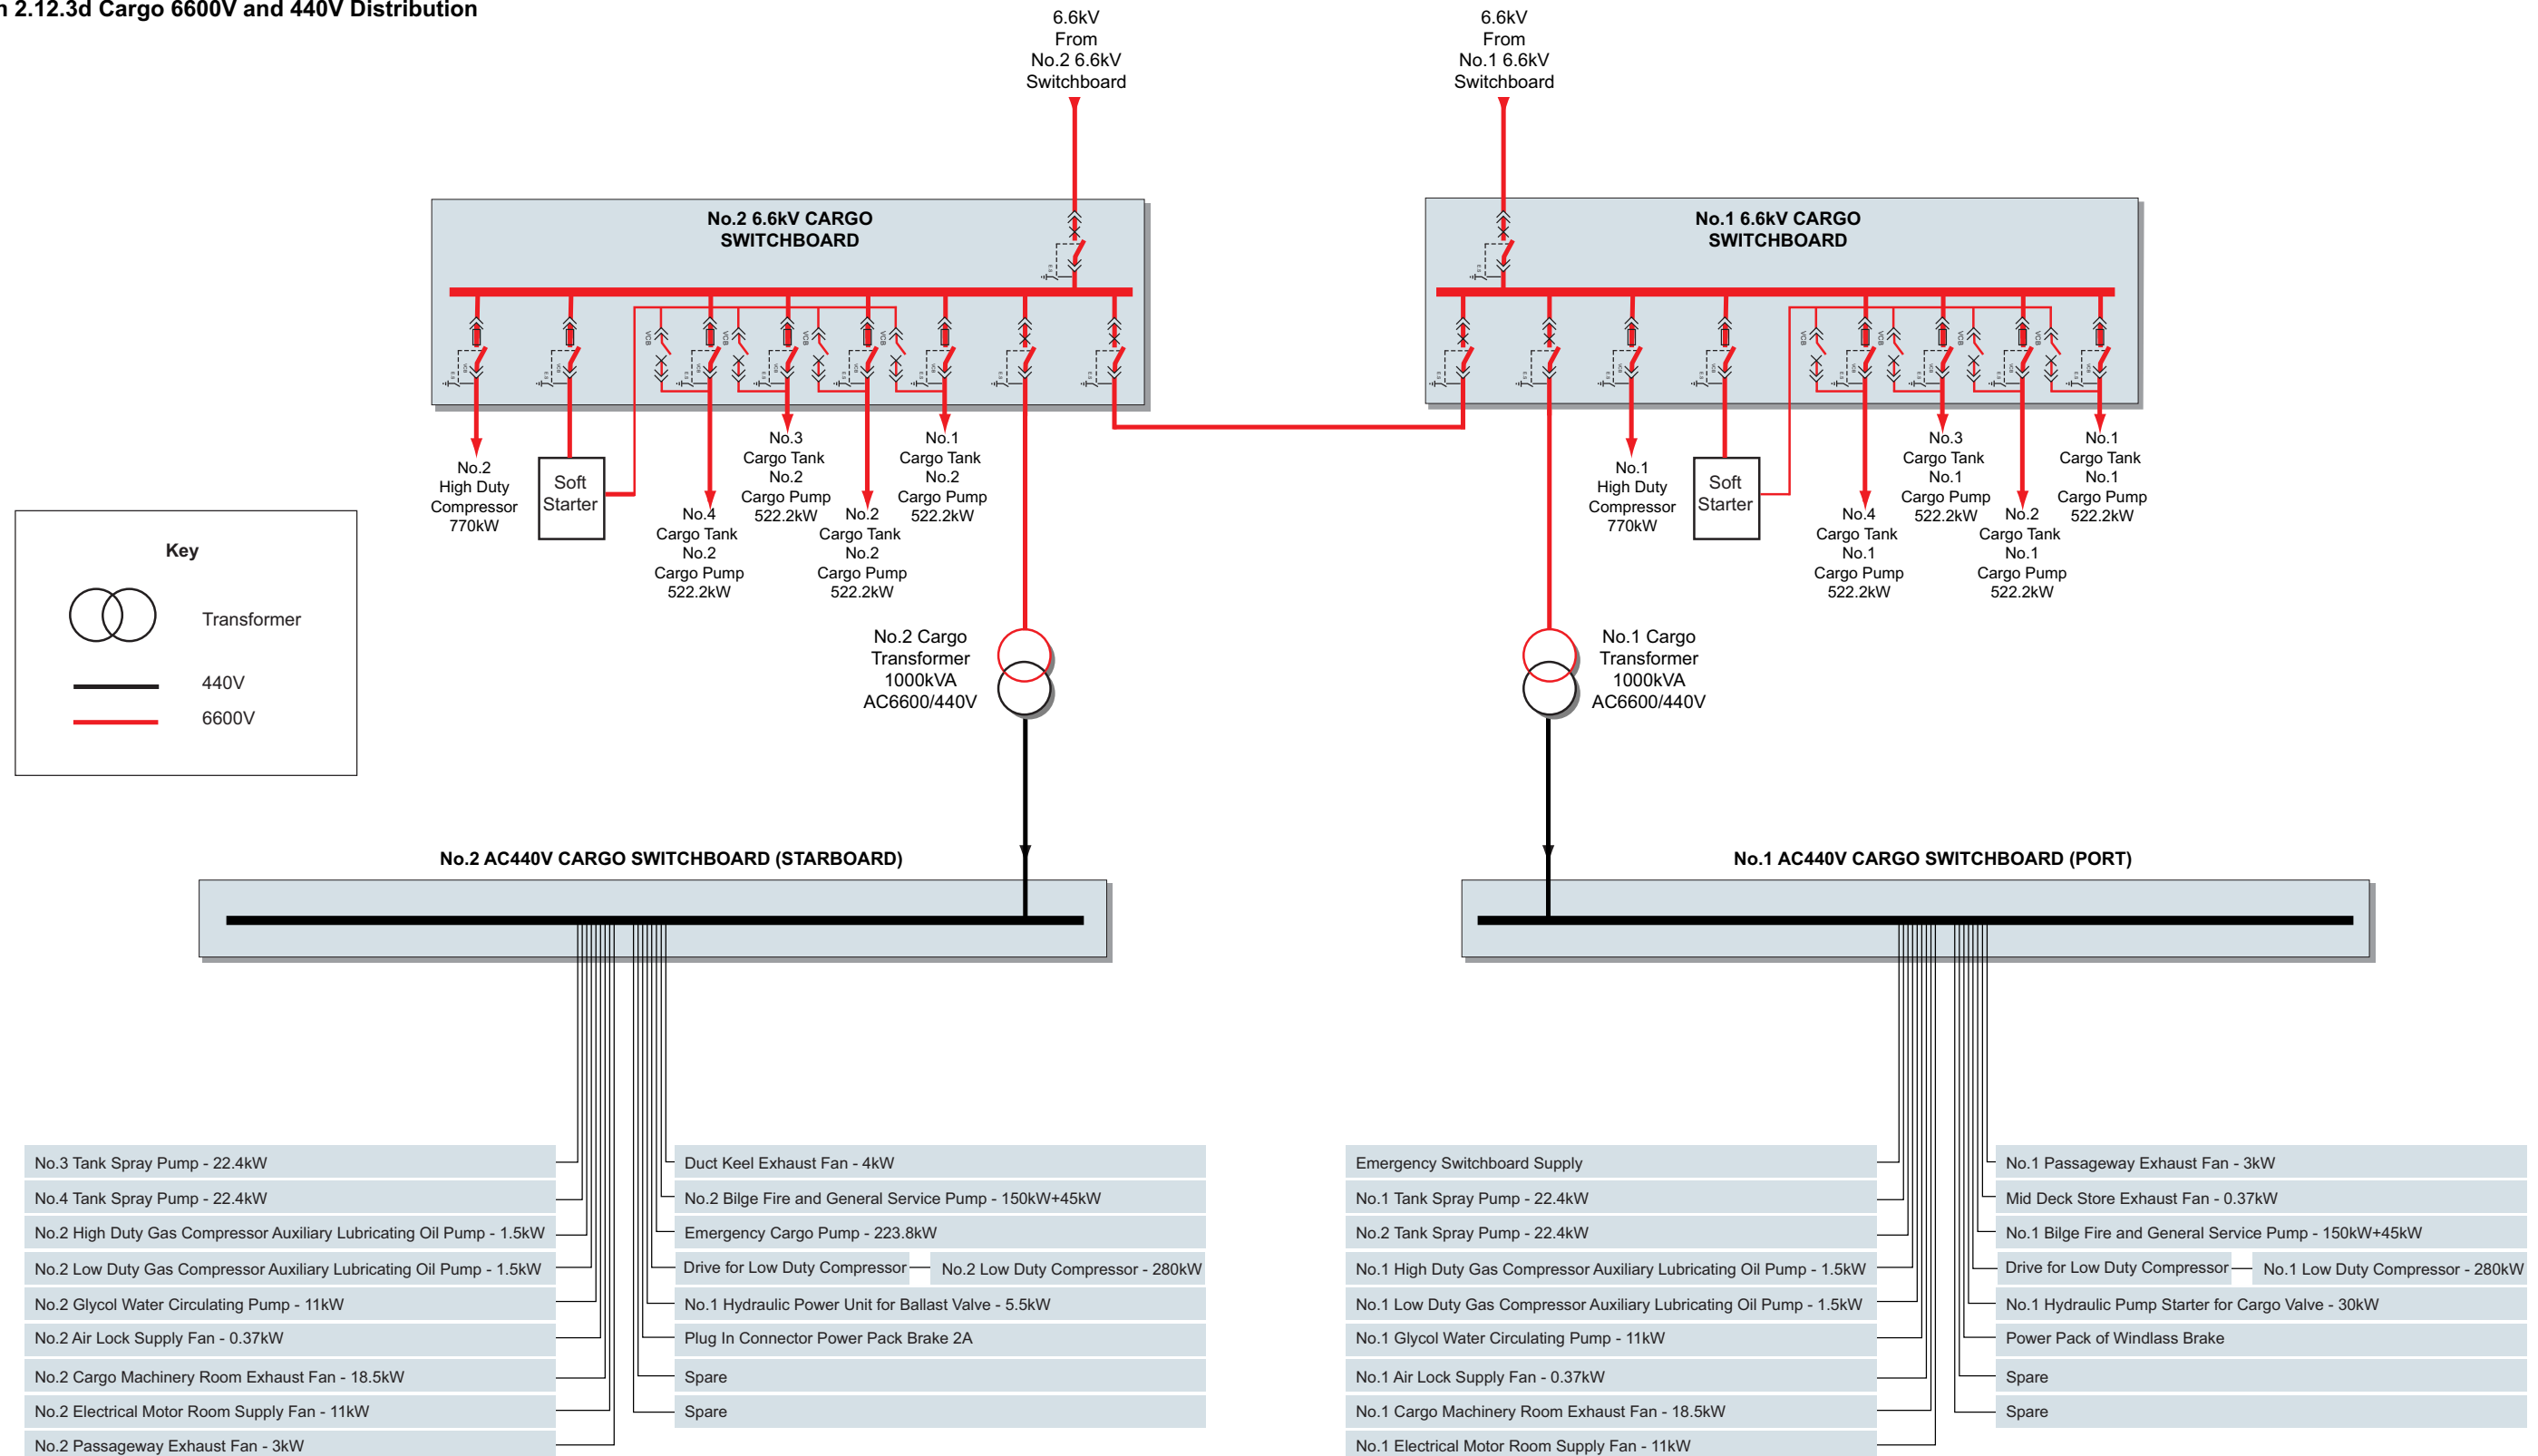 n 2.12.3d Cargo 6600V and 440V Distribution
6.6kV
From
No.2 6.6kV
Switchboard
6.6kV
From
No.1 6.6kV
Switchboard
No.2 6.6kV CARGO
SWITCHBOARD
VCB
VCB
VCB
VCB
No.2
High Duty
Compressor
770kW
Soft
Starter
No.4
Cargo Tank
No.2
Cargo Pump
522.2kW
No.3
Cargo Tank
No.2
Cargo Pump
522.2kW
No.2
Cargo Tank
No.2
Cargo Pump
522.2kW
No.1
Cargo Tank
No.2
Cargo Pump
522.2kW
No.1 6.6kV CARGO
SWITCHBOARD
VCB
VCB
VCB
VCB
No.1
High Duty
Compressor
770kW
Soft
Starter
No.4
Cargo Tank
No.1
Cargo Pump
522.2kW
No.3
Cargo Tank
No.1
Cargo Pump
522.2kW
No.2
Cargo Tank
No.1
Cargo Pump
522.2kW
No.1
Cargo Tank
No.1
Cargo Pump
522.2kW
Key
Transformer
440V
6600V
No.2 Cargo
Transformer
1000kVA
AC6600/440V
No.1 Cargo
Transformer
1000kVA
AC6600/440V
No.2 AC440V CARGO SWITCHBOARD (STARBOARD)
No.3 Tank Spray Pump - 22.4kW
No.4 Tank Spray Pump - 22.4kW
No.2 High Duty Gas Compressor Auxiliary Lubricating Oil Pump - 1.5kW
No.2 Low Duty Gas Compressor Auxiliary Lubricating Oil Pump - 1.5kW
No.2 Glycol Water Circulating Pump - 11kW
No.2 Air Lock Supply Fan - 0.37kW
No.2 Cargo Machinery Room Exhaust Fan - 18.5kW
No.2 Electrical Motor Room Supply Fan - 11kW
No.2 Passageway Exhaust Fan - 3kW
Duct Keel Exhaust Fan - 4kW
No.2 Bilge Fire and General Service Pump - 150kW+45kW
Emergency Cargo Pump - 223.8kW
Drive for Low Duty Compressor
No.2 Low Duty Compressor - 280kW
No.1 Hydraulic Power Unit for Ballast Valve - 5.5kW
Plug In Connector Power Pack Brake 2A
Spare
Spare
No.1 AC440V CARGO SWITCHBOARD (PORT)
Emergency Switchboard Supply
No.1 Tank Spray Pump - 22.4kW
No.2 Tank Spray Pump - 22.4kW
No.1 High Duty Gas Compressor Auxiliary Lubricating Oil Pump - 1.5kW
No.1 Low Duty Gas Compressor Auxiliary Lubricating Oil Pump - 1.5kW
No.1 Glycol Water Circulating Pump - 11kW
No.1 Air Lock Supply Fan - 0.37kW
No.1 Cargo Machinery Room Exhaust Fan - 18.5kW
No.1 Electrical Motor Room Supply Fan - 11kW
No.1 Passageway Exhaust Fan - 3kW
Mid Deck Store Exhaust Fan - 0.37kW
No.1 Bilge Fire and General Service Pump - 150kW+45kW
Drive for Low Duty Compressor
No.1 Low Duty Compressor - 280kW
No.1 Hydraulic Pump Starter for Cargo Valve - 30kW
Power Pack of Windlass Brake
Spare
Spare